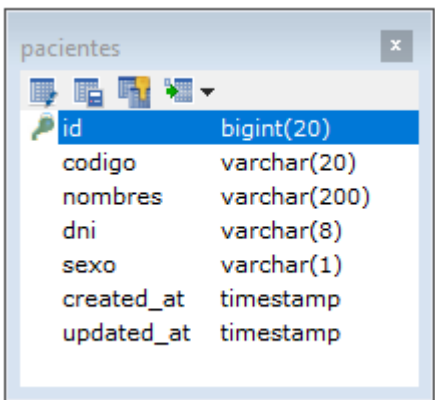 pacientes x
id bigint(20)
codigo varchar(20)
nombres varchar(200)
dni varchar(8)
sexo varchar(1)
created_at timestamp
updated_at timestamp